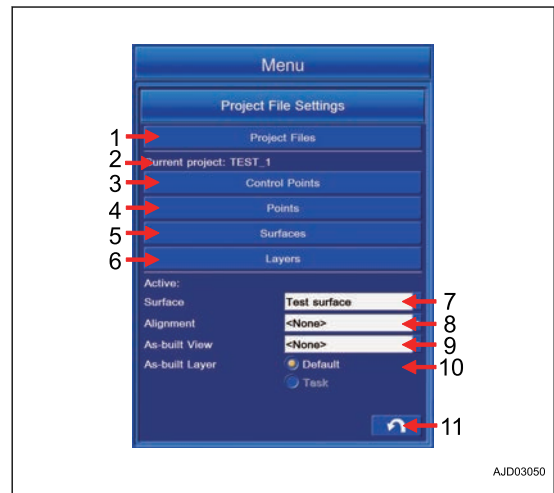 Menu
Project File Settings
1 Project Files
2 Current project: TEST_1
3 Control Points
4 Points
5 Surfaces
6 Layers
Active:
Surface Test surface 7
Alignment <None> 8
As-built View <None> 9
As-built Layer Default 10
Task
11
AJD03050